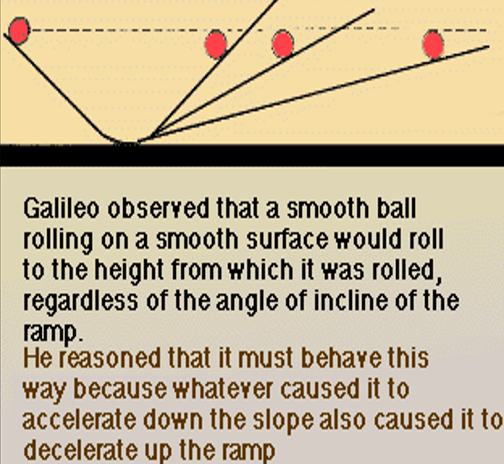 Galileo observed that a smooth ball
rolling on a smooth surface would roll
to the height from which it was rolled,
regardless of the angle of incline of the
ramp.
He reasoned that it must behave this
way because whatever caused it to
accelerate down the slope also caused it to
decelerate up the ramp